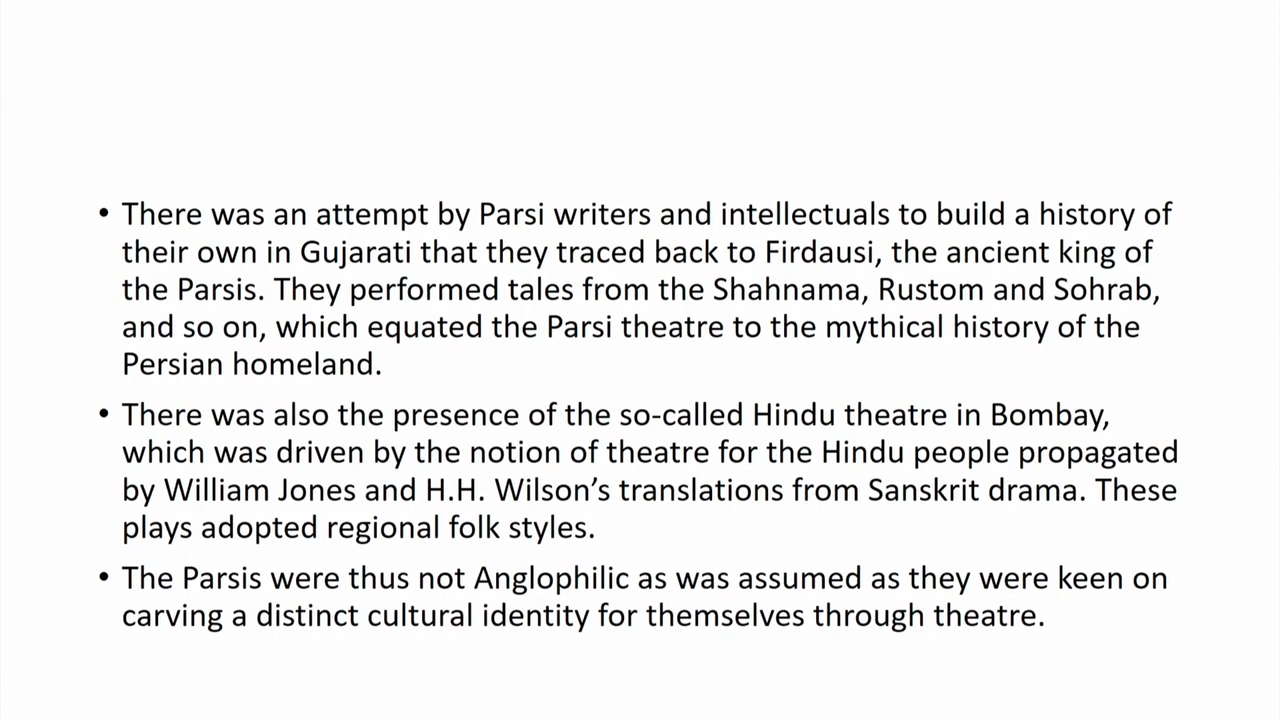 • There was an attempt by Parsi writers and intellectuals to build a history of
their own in Gujarati that they traced back to Firdausi, the ancient king of
the Parsis. They performed tales from the Shahnama, Rustom and Sohrab,
and so on, which equated the Parsi theatre to the mythical history of the
Persian homeland.
• There was also the presence of the so-called Hindu theatre in Bombay,
which was driven by the notion of theatre for the Hindu people propagated
by William Jones and H.H. Wilson’s translations from Sanskrit drama. These
plays adopted regional folk styles.
• The Parsis were thus not Anglophilic as was assumed as they were keen on
carving a distinct cultural identity for themselves through theatre.